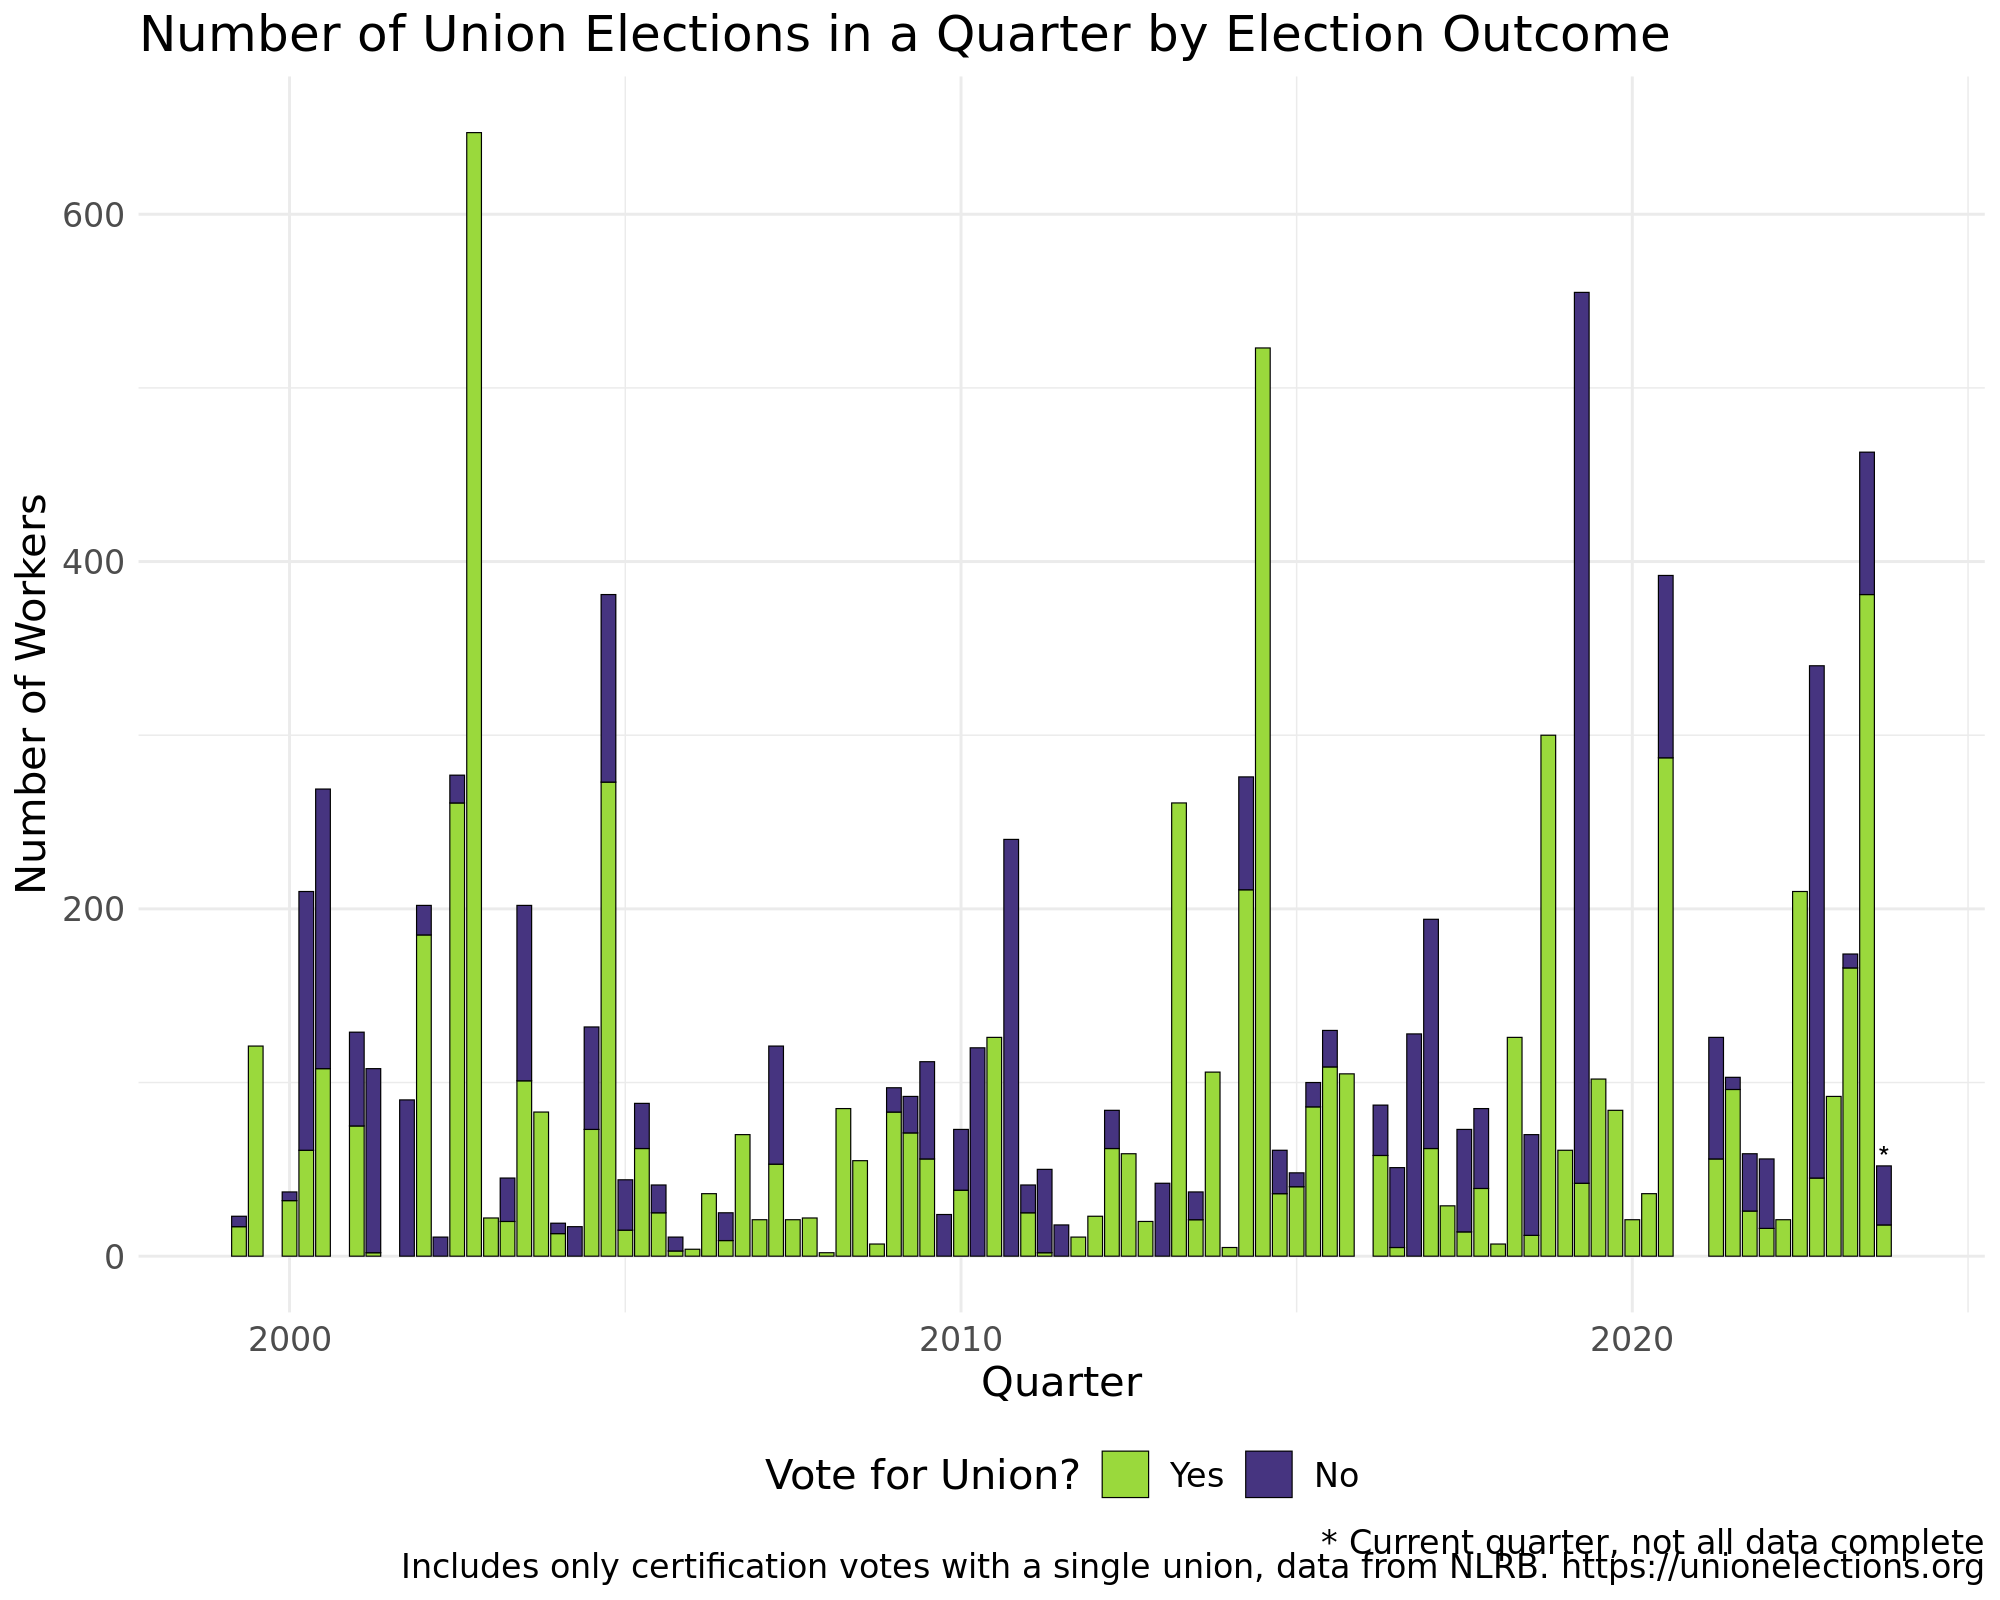 Number of Union Elections in a Quarter by Election Outcome
Number of Workers
600
400
200
0
*
2000
2010
2020
Quarter
Vote for Union?
Yes
No
* Current quarter, not all data complete
Includes only certification votes with a single union, data from NLRB. https://unionelections.org